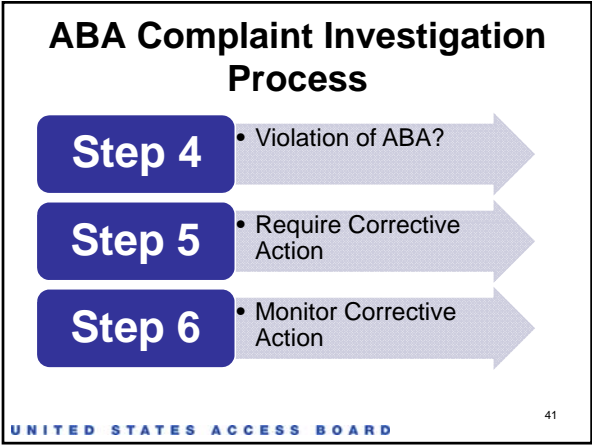 ABA Complaint Investigation
Process
Step 4
• Violation of ABA?
Step 5
• Require Corrective
Action
Step 6
• Monitor Corrective
Action
41
UNITED STATES ACCESS BOARD